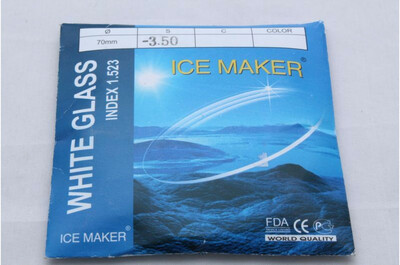 Ø S C COLOR
70mm -3.50
ICE MAKER®
WHITE GLASS
INDEX 1.523
ICE MAKER®
FDA CE
WORLD QUALITY